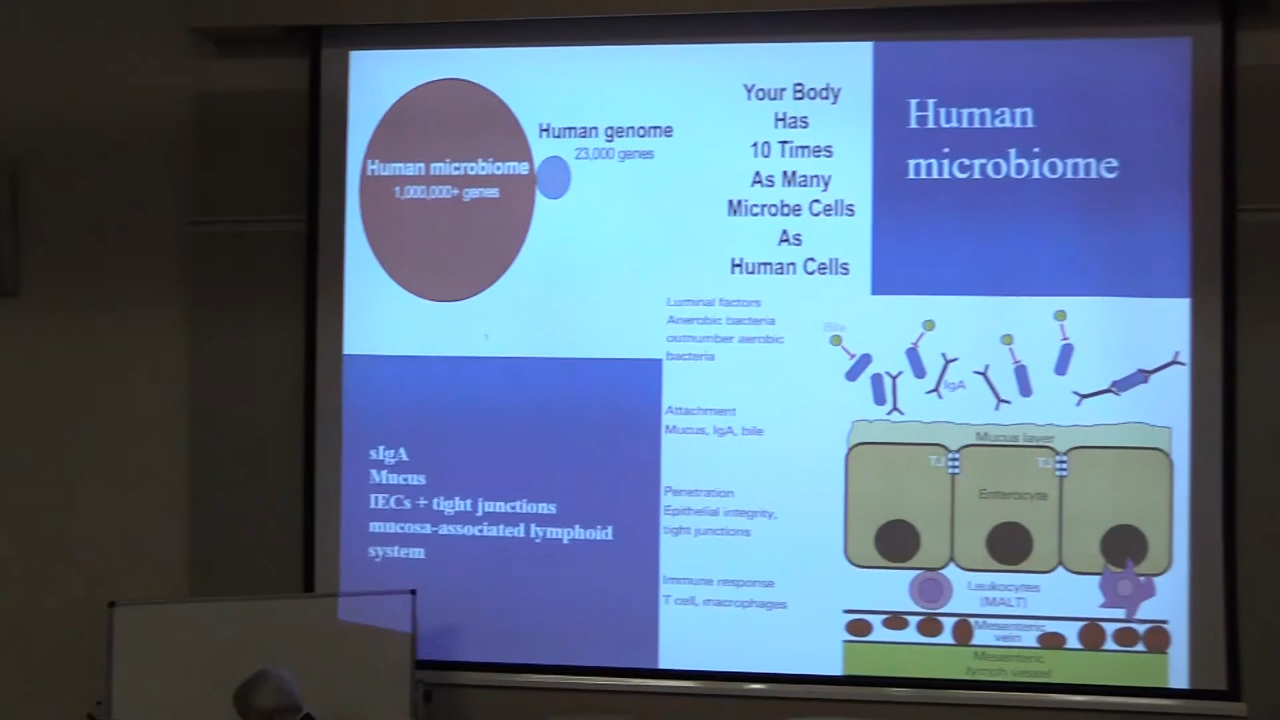 Human microbiome
1,000,000+ genes
Human genome
23,000 genes
Your Body
Has
10 Times
As Many
Microbe Cells
As
Human Cells
Human
microbiome
sIgA
Mucus
IECs + tight junctions
mucosa-associated lymphoid
system
Luminal factors
Anerobic bacteria
outnumber aerobic
bacteria
Attachment
Mucus, IgA, bile
Penetration
Epithelial integrity,
tight junctions
Immune response
T cell, macrophages
Bile
IgA
Mucus layer
TJ
TJ
Enterocyte
Leukocytes
(MALT)
Mesenteric
vein
Mesenteric
lymph vessel